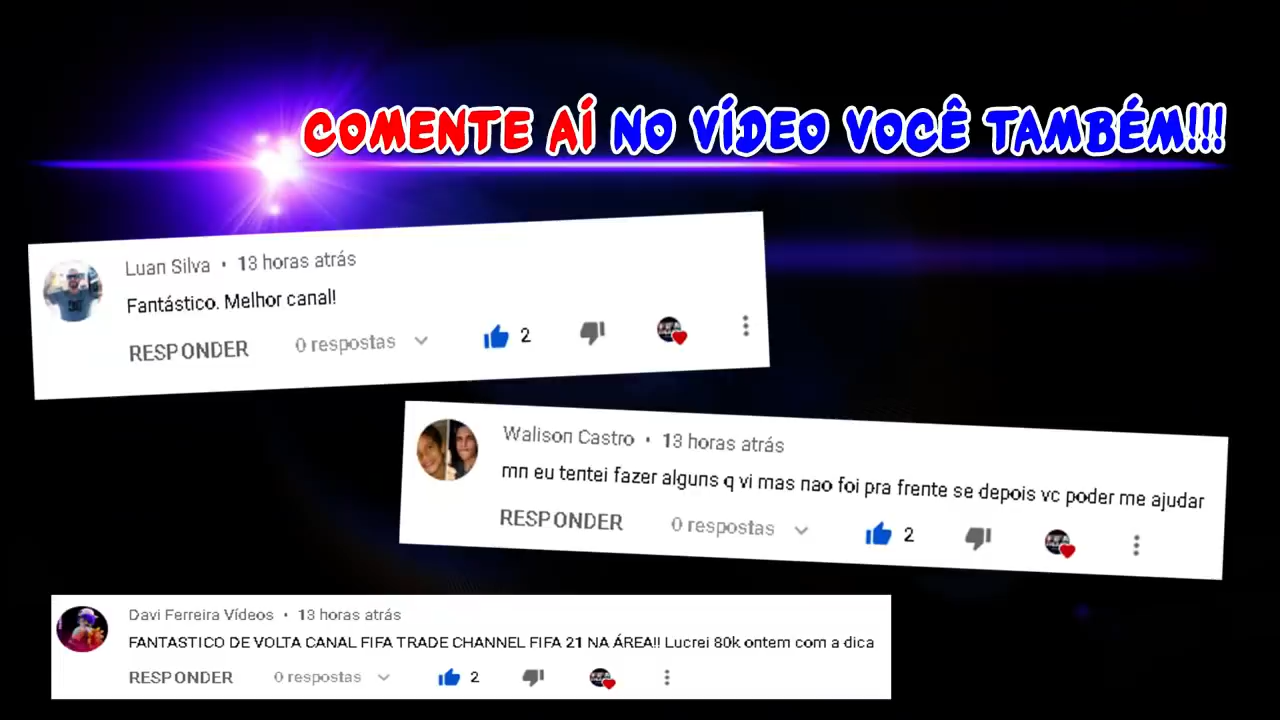 COMENTE AÍ NO VÍDEO VOCÊ TAMBÉM!!!
Luan Silva • 13 horas atrás
Fantástico. Melhor canal!
RESPONDER 0 respostas 2
Walison Castro • 13 horas atrás
mn eu tentei fazer alguns q vi mas nao foi pra frente se depois vc poder me ajudar
RESPONDER 0 respostas 2
Davi Ferreira Vídeos • 13 horas atrás
FANTASTICO DE VOLTA CANAL FIFA TRADE CHANNEL FIFA 21 NA ÁREA!! Lucrei 80k ontem com a dica
RESPONDER 0 respostas 2